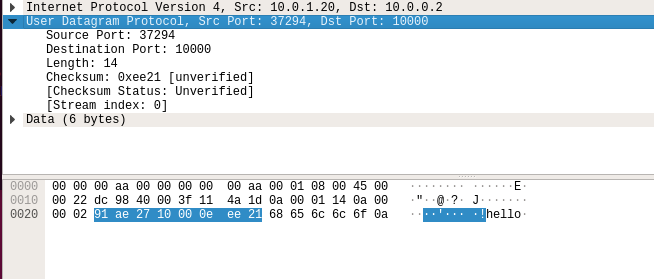 Internet Protocol Version 4, Src: 10.0.1.20, Dst: 10.0.0.2
User Datagram Protocol, Src Port: 37294, Dst Port: 10000
Source Port: 37294
Destination Port: 10000
Length: 14
Checksum: 0xee21 [unverified]
[Checksum Status: Unverified]
[Stream index: 0]
Data (6 bytes)
0000 00 00 00 aa 00 00 00 00 00 aa 00 01 08 00 45 00 ········ ······E·
0010 00 22 dc 98 40 00 3f 11 4a 1d 0a 00 01 14 0a 00 ·"··@·?· J·······
0020 00 02 91 ae 27 10 00 0e ee 21 68 65 6c 6c 6f 0a ····'··· ·!hello·